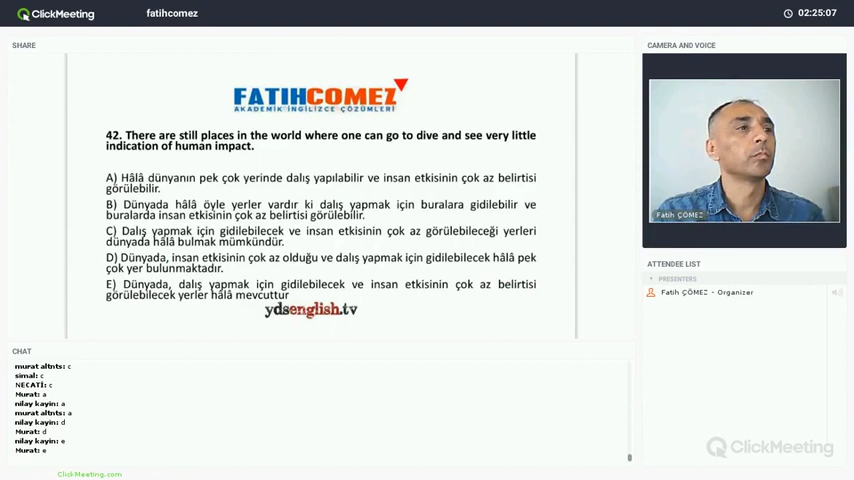 ClickMeeting
fatihcomez
02:25:07
SHARE
FATIHCOMEZ
AKADEMİK İNGİLİZCE ÇÖZÜMLERİ
42. There are still places in the world where one can go to dive and see very little
indication of human impact.
A) Hâlâ dünyanın pek çok yerinde dalış yapılabilir ve insan etkisinin çok az belirtisi
görülebilir.
B) Dünyada hâlâ öyle yerler vardır ki dalış yapmak için buralara gidilebilir ve
buralarda insan etkisinin çok az belirtisi görülebilir.
C) Dalış yapmak için gidilebilecek ve insan etkisinin çok az görülebileceği yerleri
dünyada hâlâ bulmak mümkündür.
D) Dünyada, insan etkisinin çok az olduğu ve dalış yapmak için gidilebilecek hâlâ pek
çok yer bulunmaktadır.
E) Dünyada, dalış yapmak için gidilebilecek ve insan etkisinin çok az belirtisi
görülebilecek yerler hâlâ mevcuttur
ydsenglish.tv
CHAT
murat altnts: c
simal: c
NECATİ: c
Murat: a
nilay kayin: a
murat altnts: a
nilay kayin: d
Murat: d
nilay kayin: e
Murat: e
ClickMeeting.com
CAMERA AND VOICE
Fatih ÇÖMEZ
ATTENDEE LIST
PRESENTERS
Fatih ÇÖMEZ - Organizer
ClickMeeting